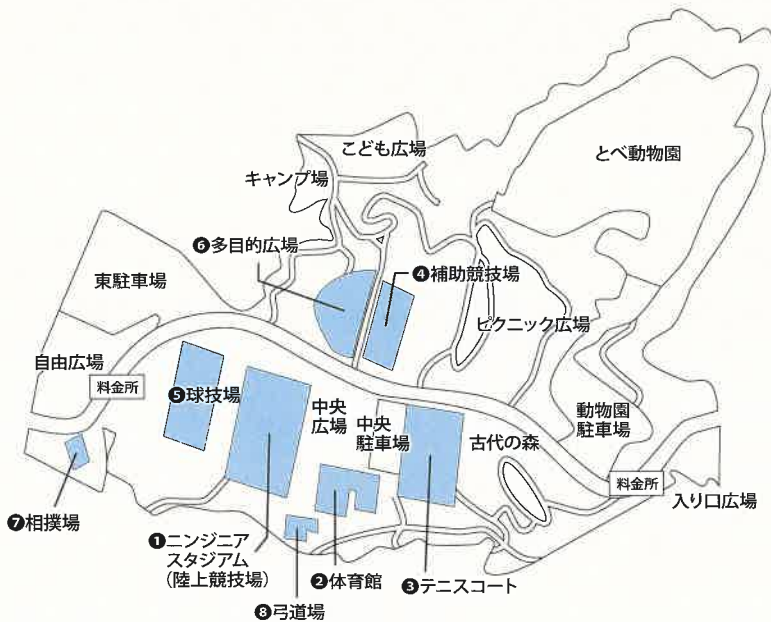 こども広場
とべ動物園
キャンプ場
❻多目的広場
❹補助競技場
東駐車場
ピクニック広場
自由広場
料金所
❺球技場
中央
広場
中央
駐車場
古代の森
動物園
駐車場
料金所
入り口広場
❼相撲場
❶ニンジニア
スタジアム
（陸上競技場）
❷体育館
❸テニスコート
❽弓道場